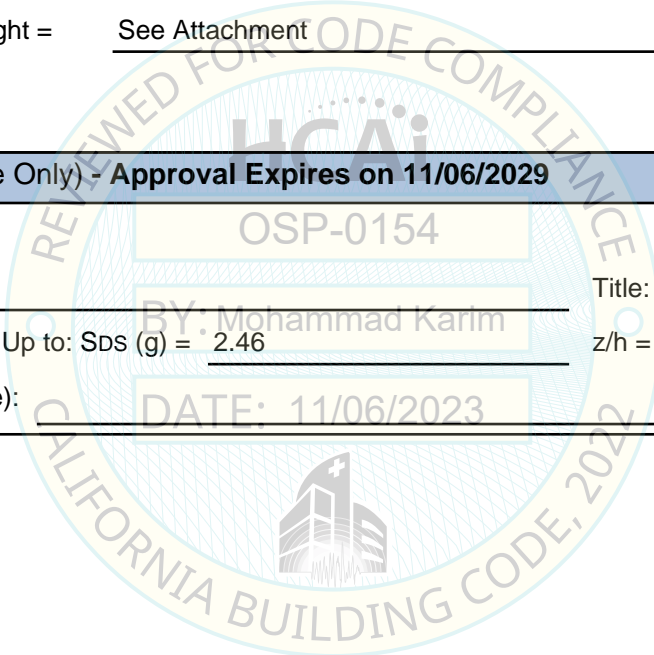 ght = See Attachment
REVIEWED FOR CODE COMPLIANCE
HCAi
e Only) - Approval Expires on 11/06/2029
OSP-0154
Title:
BY: Mohammad Karim
Up to: SDS (g) = 2.46 z/h =
e):
DATE: 11/06/2023
CALIFORNIA BUILDING CODE, 2022